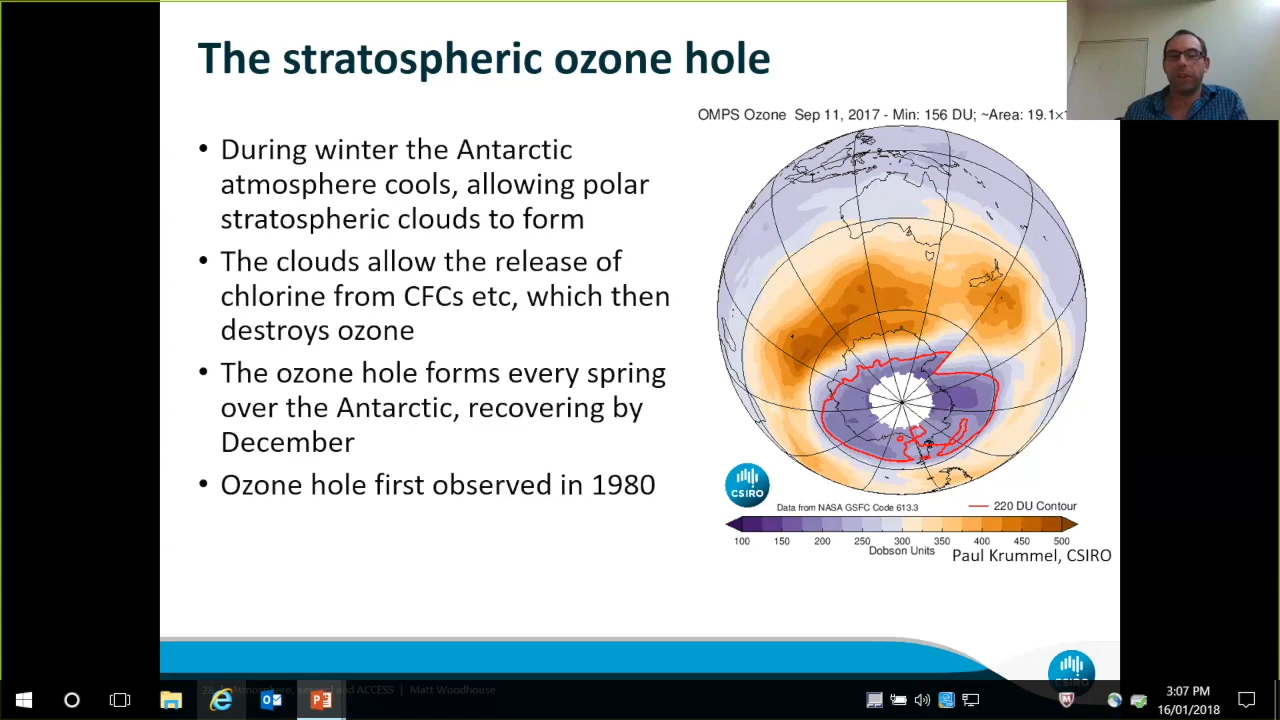 The stratospheric ozone hole
• During winter the Antarctic
atmosphere cools, allowing polar
stratospheric clouds to form
• The clouds allow the release of
chlorine from CFCs etc, which then
destroys ozone
• The ozone hole forms every spring
over the Antarctic, recovering by
December
• Ozone hole first observed in 1980
OMPS Ozone Sep 11, 2017 - Min: 156 DU; ~Area: 19.1×
CSIRO
Data from NASA GSFC Code 613.3
220 DU Contour
100 150 200 250 300 350 400 450 500
Dobson Units
Paul Krummel, CSIRO
CSIRO
and ACCESS | Matt Woodhouse
3:07 PM
16/01/2018